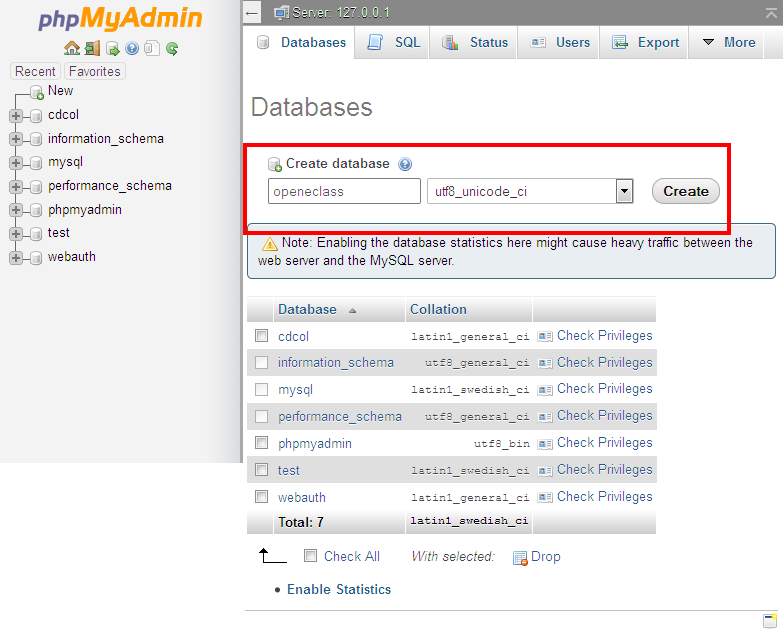 phpMyAdmin
Recent Favorites
New
cdcol
information_schema
mysql
performance_schema
phpmyadmin
test
webauth
Server: 127.0.0.1
Databases SQL Status Users Export More
Databases
Create database
openeclass utf8_unicode_ci Create
Note: Enabling the database statistics here might cause heavy traffic between the
web server and the MySQL server.
Database Collation
cdcol latin1_general_ci Check Privileges
information_schema utf8_general_ci Check Privileges
mysql latin1_swedish_ci Check Privileges
performance_schema utf8_general_ci Check Privileges
phpmyadmin utf8_bin Check Privileges
test latin1_swedish_ci Check Privileges
webauth latin1_general_ci Check Privileges
Total: 7 latin1_swedish_ci
Check All With selected: Drop
• Enable Statistics